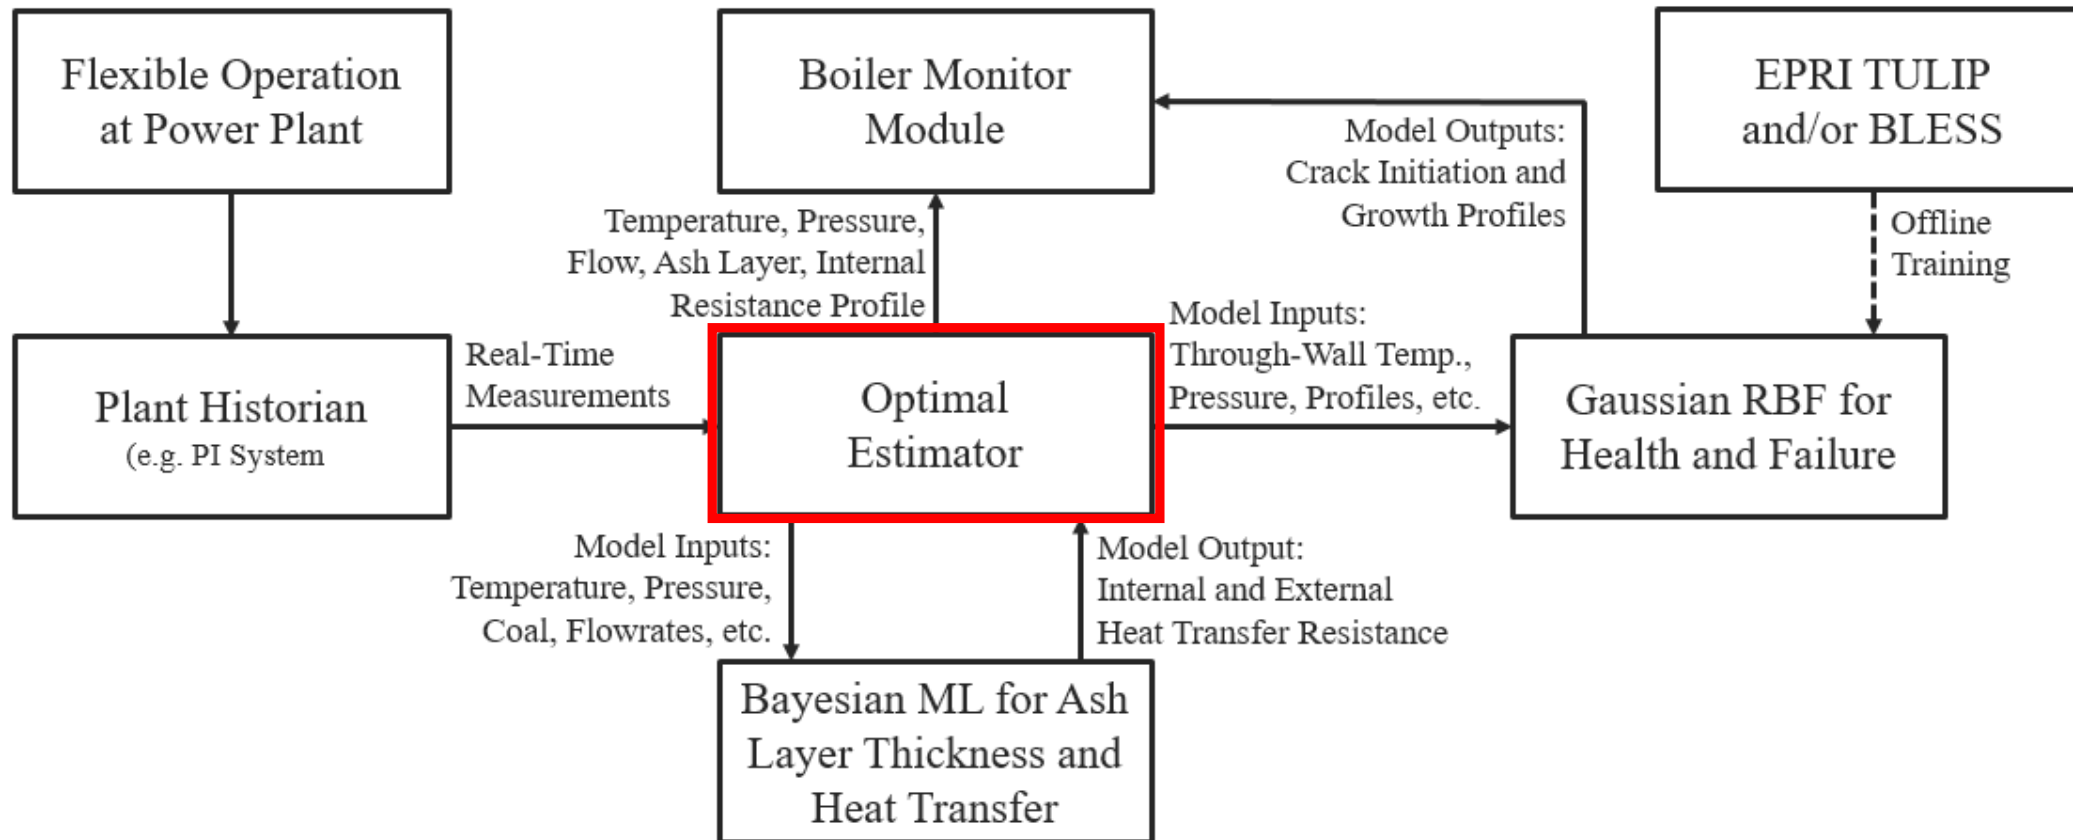 Flexible Operation
at Power Plant
Boiler Monitor
Module
EPRI TULIP
and/or BLESS
Model Outputs:
Crack Initiation and
Growth Profiles
Offline
Training
Temperature, Pressure,
Flow, Ash Layer, Internal
Resistance Profile
Plant Historian
(e.g. PI System
Real-Time
Measurements
Optimal
Estimator
Model Inputs:
Through-Wall Temp.,
Pressure, Profiles, etc.
Gaussian RBF for
Health and Failure
Model Inputs:
Temperature, Pressure,
Coal, Flowrates, etc.
Model Output:
Internal and External
Heat Transfer Resistance
Bayesian ML for Ash
Layer Thickness and
Heat Transfer